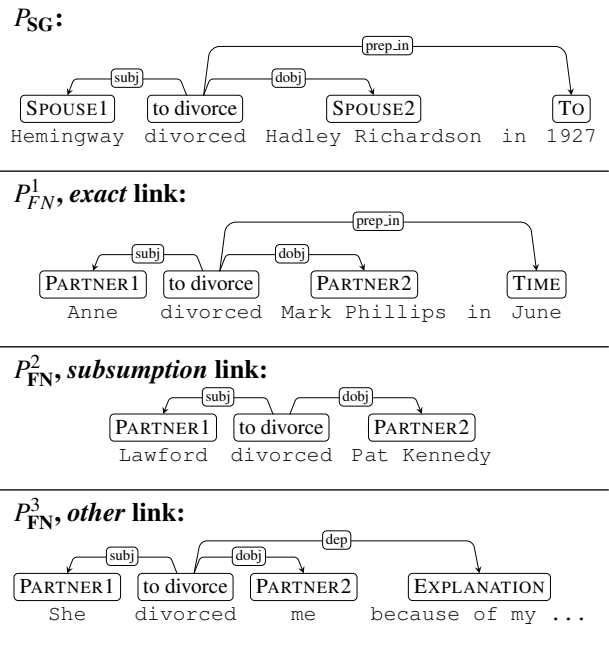 P_SG:
prep_in
subj dobj
SPOUSE1 to divorce SPOUSE2 TO
Hemingway divorced Hadley Richardson in 1927
P^1_FN, exact link:
prep_in
subj dobj
PARTNER1 to divorce PARTNER2 TIME
Anne divorced Mark Phillips in June
P^2_FN, subsumption link:
subj dobj
PARTNER1 to divorce PARTNER2
Lawford divorced Pat Kennedy
P^3_FN, other link:
dep
subj dobj
PARTNER1 to divorce PARTNER2 EXPLANATION
She divorced me because of my ...